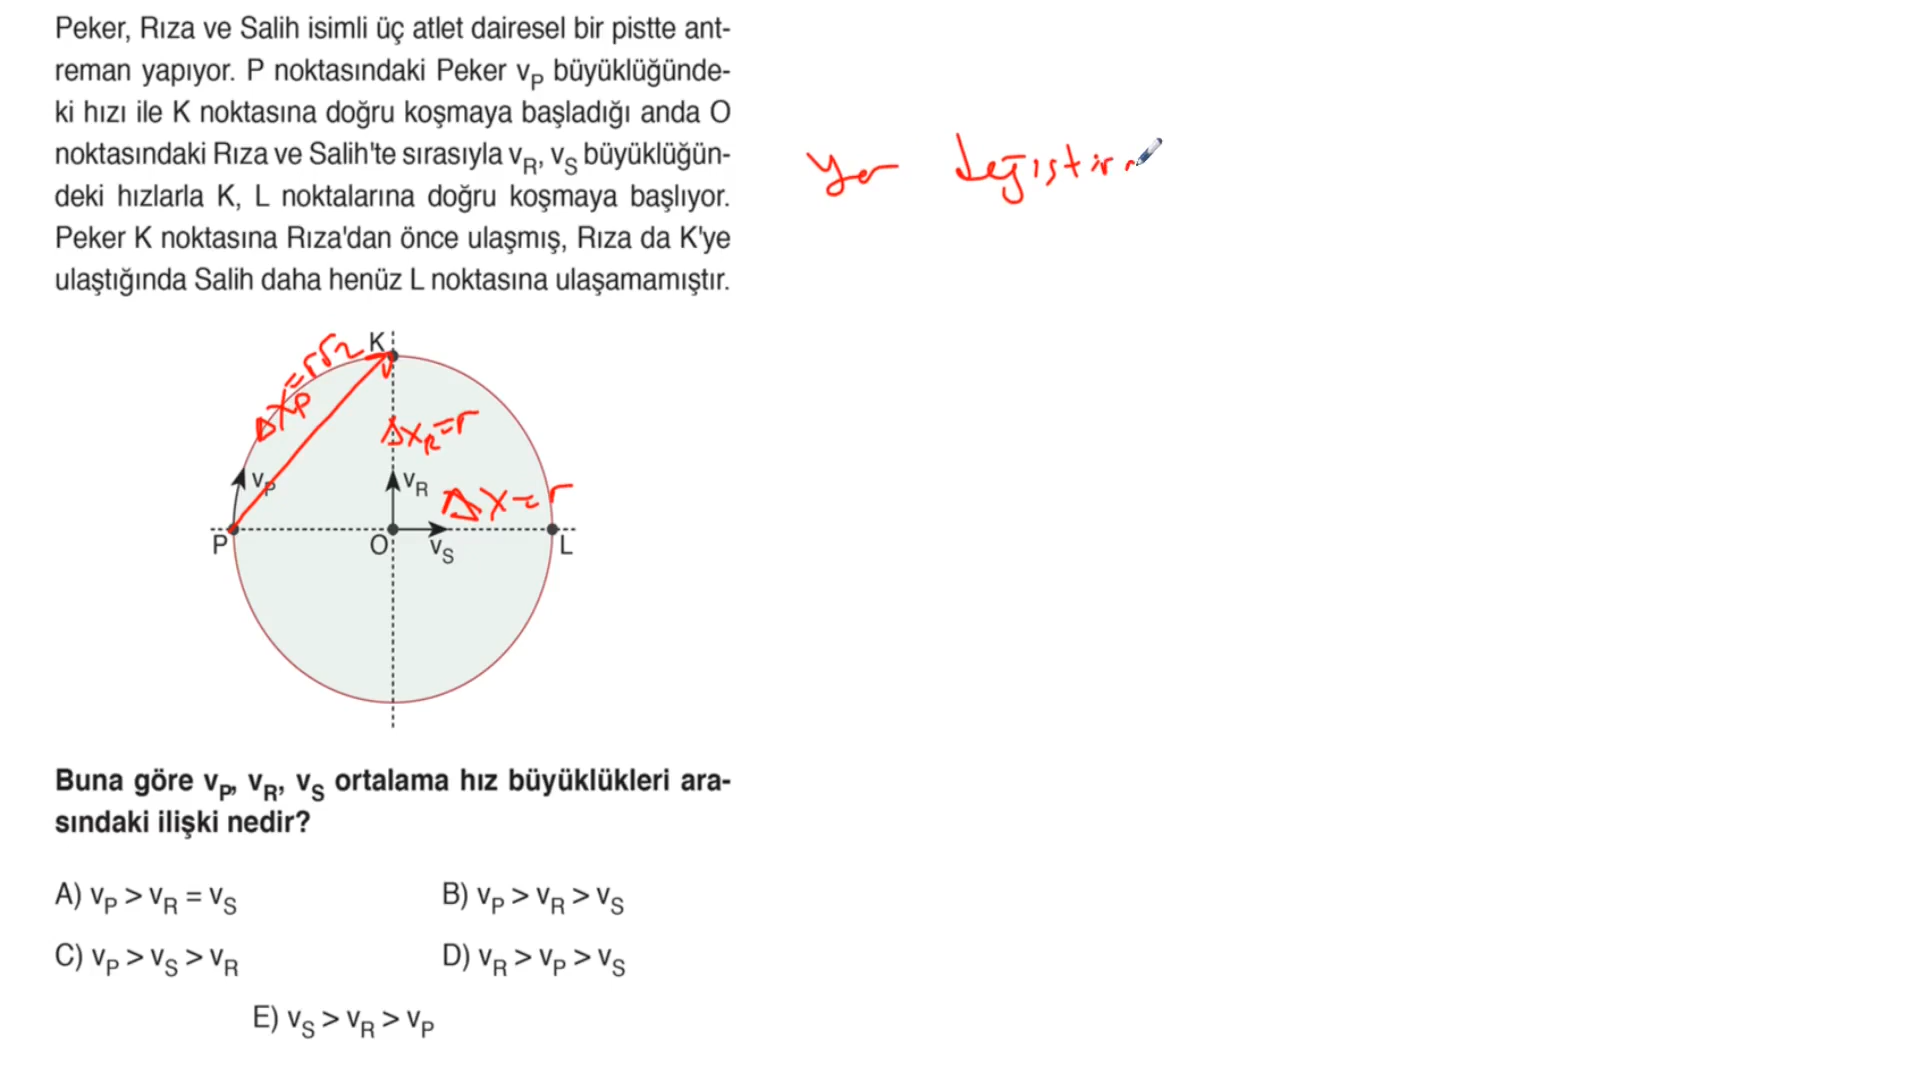 Peker, Rıza ve Salih isimli üç atlet dairesel bir pistte ant-
reman yapıyor. P noktasındaki Peker vP büyüklüğünde-
ki hızı ile K noktasına doğru koşmaya başladığı anda O
noktasındaki Rıza ve Salih'te sırasıyla vR, vS büyüklüğün-
deki hızlarla K, L noktalarına doğru koşmaya başlıyor.
Peker K noktasına Rıza'dan önce ulaşmış, Rıza da K'ye
ulaştığında Salih daha henüz L noktasına ulaşamamıştır.
Yer değiştirm
K
ΔxP = r√2
ΔxR = r
vP
vR
Δx = r
P
O
vS
L
Buna göre vP, vR, vS ortalama hız büyüklükleri ara-
sındaki ilişki nedir?
A) vP > vR = vS
B) vP > vR > vS
C) vP > vS > vR
D) vR > vP > vS
E) vS > vR > vP